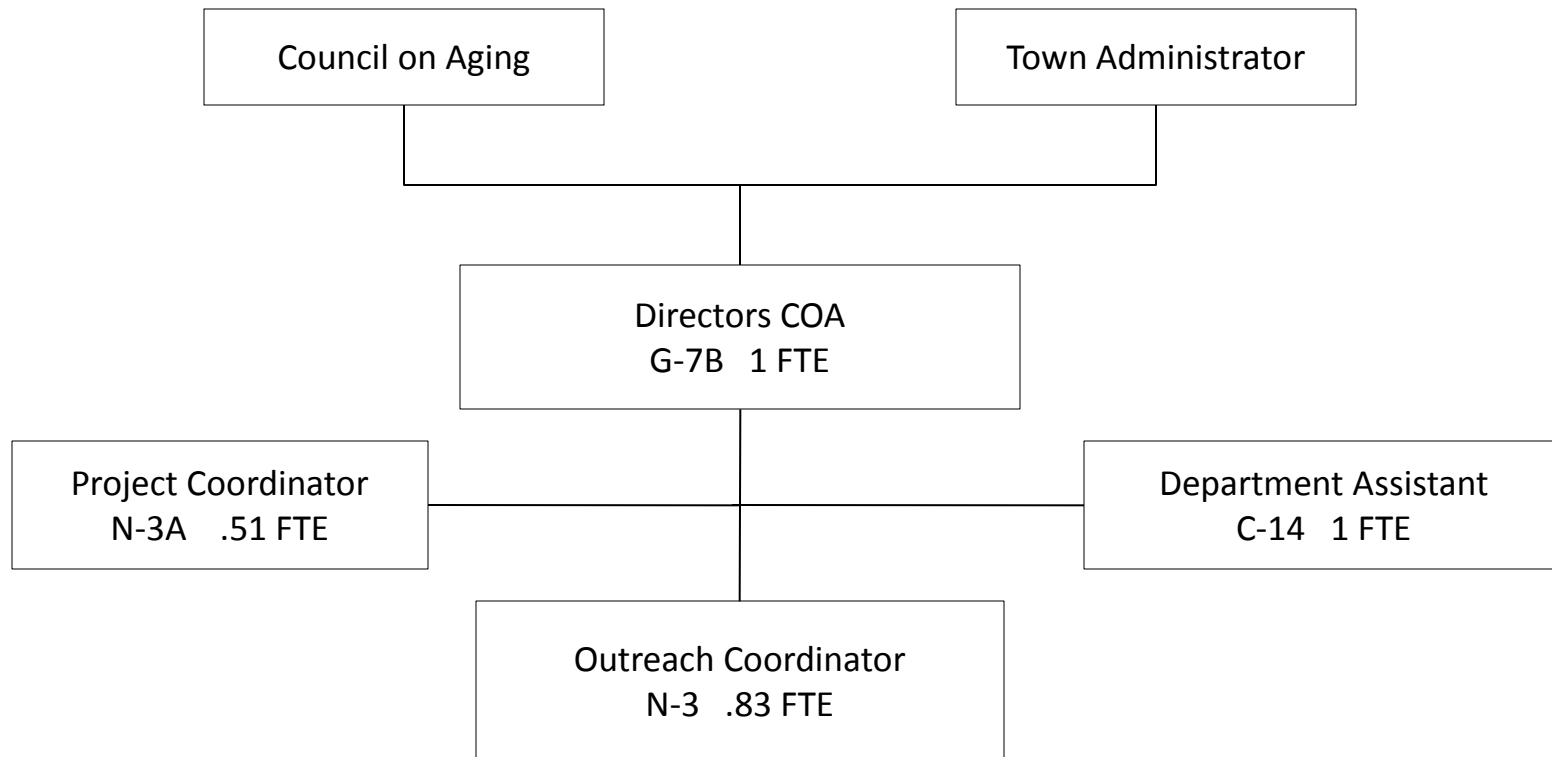 Council on Aging
Town Administrator
Directors COA
G-7B 1 FTE
Project Coordinator
N-3A .51 FTE
Department Assistant
C-14 1 FTE
Outreach Coordinator
N-3 .83 FTE